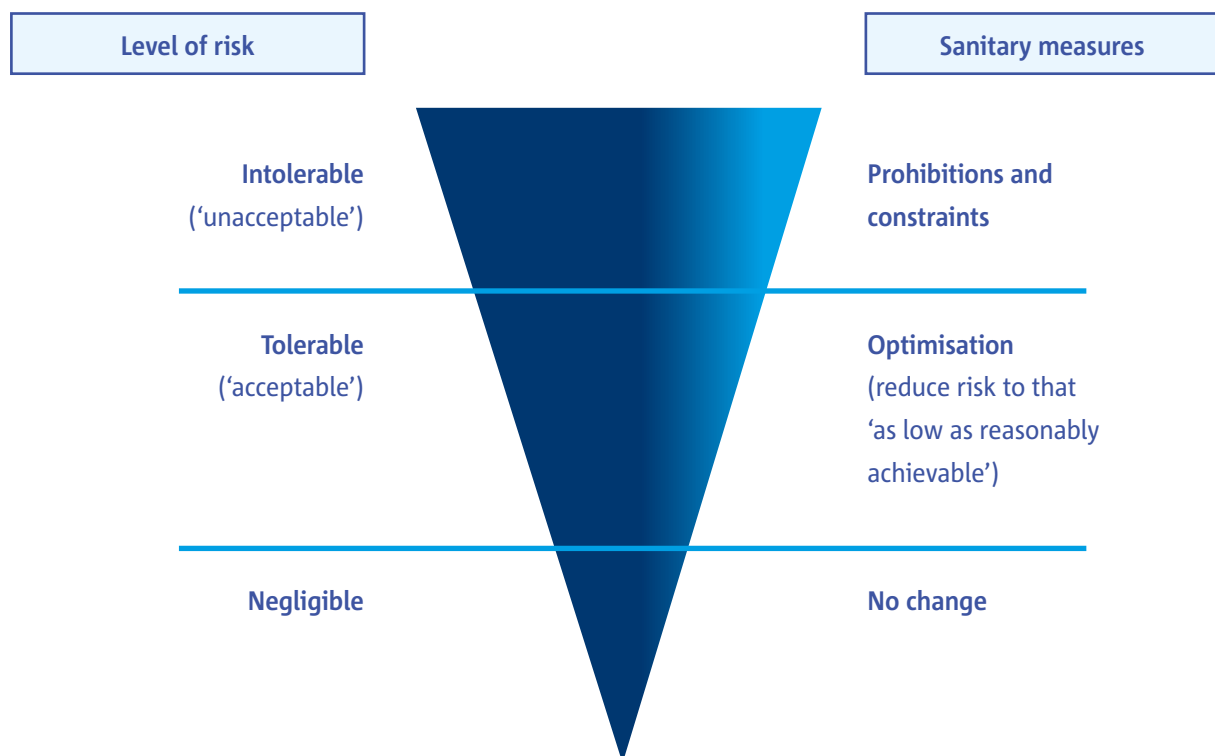 Level of risk
Sanitary measures
Intolerable
(‘unacceptable’)
Prohibitions and
constraints
Tolerable
(‘acceptable’)
Optimisation
(reduce risk to that
‘as low as reasonably
achievable’)
Negligible
No change